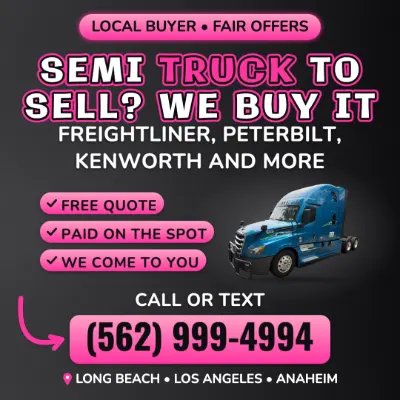 LOCAL BUYER • FAIR OFFERS
SEMI TRUCK TO
SELL? WE BUY IT
FREIGHTLINER, PETERBILT,
KENWORTH AND MORE
FREE QUOTE
PAID ON THE SPOT
WE COME TO YOU
CALL OR TEXT
(562) 999-4994
LONG BEACH • LOS ANGELES • ANAHEIM